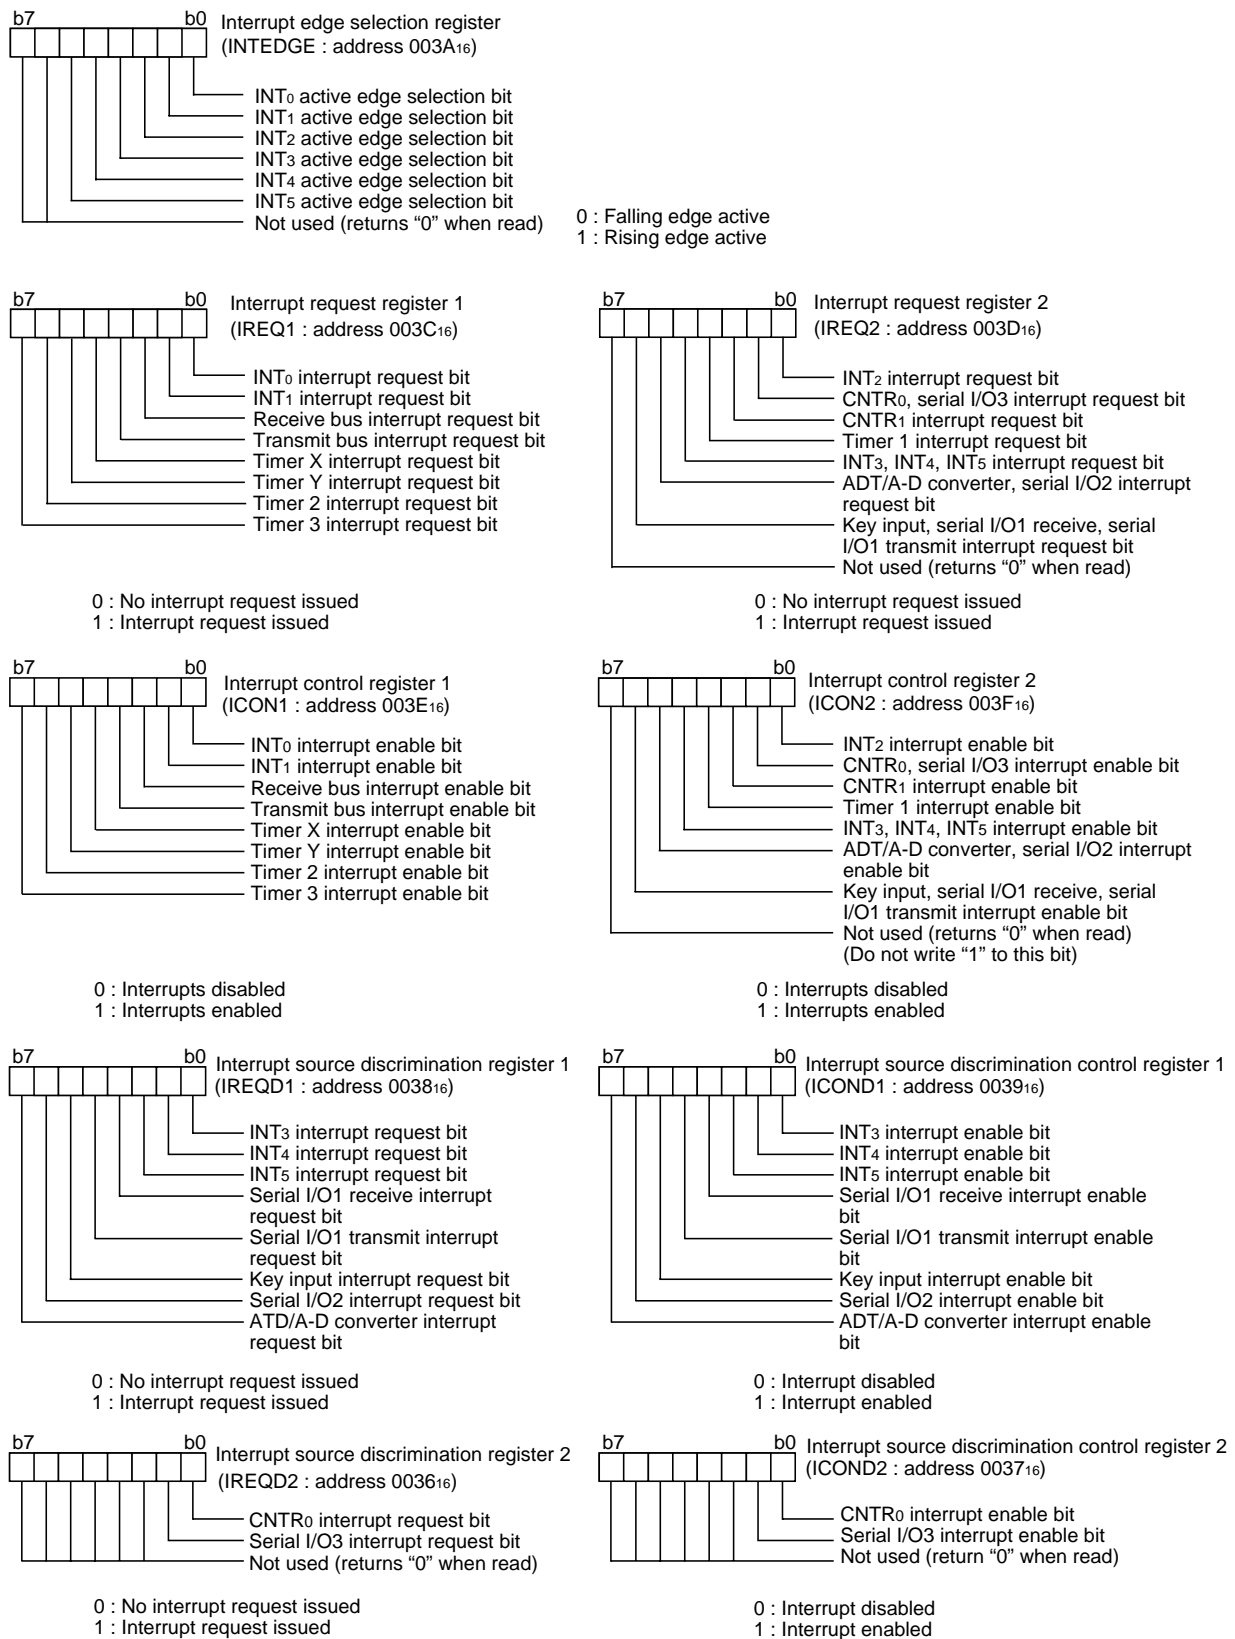 b7 b0 Interrupt edge selection register
(INTEDGE : address 003A16)
INT0 active edge selection bit
INT1 active edge selection bit
INT2 active edge selection bit
INT3 active edge selection bit
INT4 active edge selection bit
INT5 active edge selection bit
Not used (returns “0” when read)
0 : Falling edge active
1 : Rising edge active
b7 b0 Interrupt request register 1
(IREQ1 : address 003C16)
INT0 interrupt request bit
INT1 interrupt request bit
Receive bus interrupt request bit
Transmit bus interrupt request bit
Timer X interrupt request bit
Timer Y interrupt request bit
Timer 2 interrupt request bit
Timer 3 interrupt request bit
0 : No interrupt request issued
1 : Interrupt request issued
b7 b0 Interrupt request register 2
(IREQ2 : address 003D16)
INT2 interrupt request bit
CNTR0, serial I/O3 interrupt request bit
CNTR1 interrupt request bit
Timer 1 interrupt request bit
INT3, INT4, INT5 interrupt request bit
ADT/A-D converter, serial I/O2 interrupt
request bit
Key input, serial I/O1 receive, serial
I/O1 transmit interrupt request bit
Not used (returns “0” when read)
0 : No interrupt request issued
1 : Interrupt request issued
b7 b0 Interrupt control register 1
(ICON1 : address 003E16)
INT0 interrupt enable bit
INT1 interrupt enable bit
Receive bus interrupt enable bit
Transmit bus interrupt enable bit
Timer X interrupt enable bit
Timer Y interrupt enable bit
Timer 2 interrupt enable bit
Timer 3 interrupt enable bit
0 : Interrupts disabled
1 : Interrupts enabled
b7 b0 Interrupt control register 2
(ICON2 : address 003F16)
INT2 interrupt enable bit
CNTR0, serial I/O3 interrupt enable bit
CNTR1 interrupt enable bit
Timer 1 interrupt enable bit
INT3, INT4, INT5 interrupt enable bit
ADT/A-D converter, serial I/O2 interrupt
enable bit
Key input, serial I/O1 receive, serial
I/O1 transmit interrupt enable bit
Not used (returns “0” when read)
(Do not write “1” to this bit)
0 : Interrupts disabled
1 : Interrupts enabled
b7 b0 Interrupt source discrimination register 1
(IREQD1 : address 003816)
INT3 interrupt request bit
INT4 interrupt request bit
INT5 interrupt request bit
Serial I/O1 receive interrupt
request bit
Serial I/O1 transmit interrupt
request bit
Key input interrupt request bit
Serial I/O2 interrupt request bit
ATD/A-D converter interrupt
request bit
0 : No interrupt request issued
1 : Interrupt request issued
b7 b0 Interrupt source discrimination control register 1
(ICOND1 : address 003916)
INT3 interrupt enable bit
INT4 interrupt enable bit
INT5 interrupt enable bit
Serial I/O1 receive interrupt enable
bit
Serial I/O1 transmit interrupt enable
bit
Key input interrupt enable bit
Serial I/O2 interrupt enable bit
ADT/A-D converter interrupt enable
bit
0 : Interrupt disabled
1 : Interrupt enabled
b7 b0 Interrupt source discrimination register 2
(IREQD2 : address 003616)
CNTR0 interrupt request bit
Serial I/O3 interrupt request bit
Not used (returns “0” when read)
0 : No interrupt request issued
1 : Interrupt request issued
b7 b0 Interrupt source discrimination control register 2
(ICOND2 : address 003716)
CNTR0 interrupt enable bit
Serial I/O3 interrupt enable bit
Not used (return “0” when read)
0 : Interrupt disabled
1 : Interrupt enabled